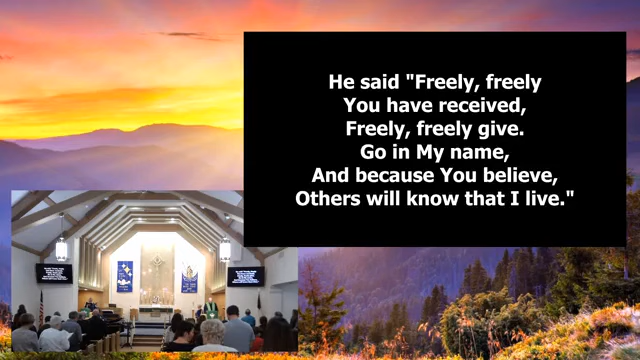 He said "Freely, freely
You have received,
Freely, freely give.
Go in My name,
And because You believe,
Others will know that I live."